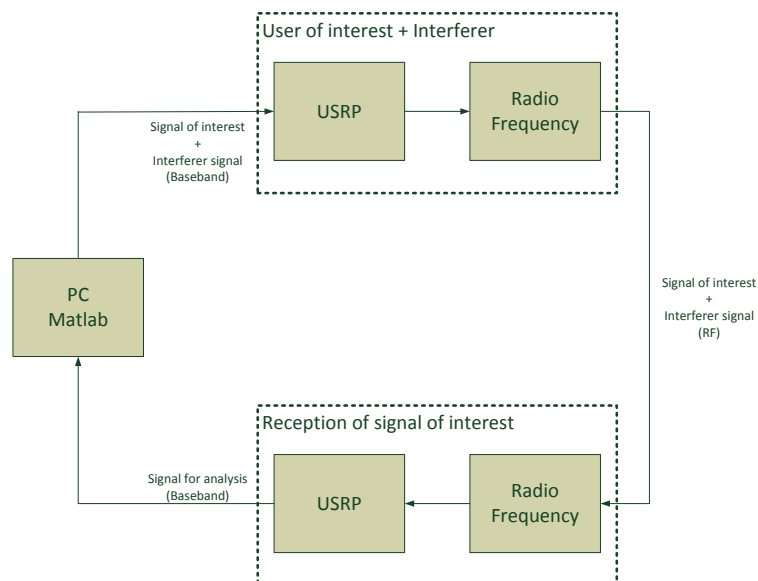 User of interest + Interferer
USRP
Radio
Frequency
Signal of interest
+
Interferer signal
(Baseband)
PC
Matlab
Signal of interest
+
Interferer signal
(RF)
Reception of signal of interest
Signal for analysis
(Baseband)
USRP
Radio
Frequency